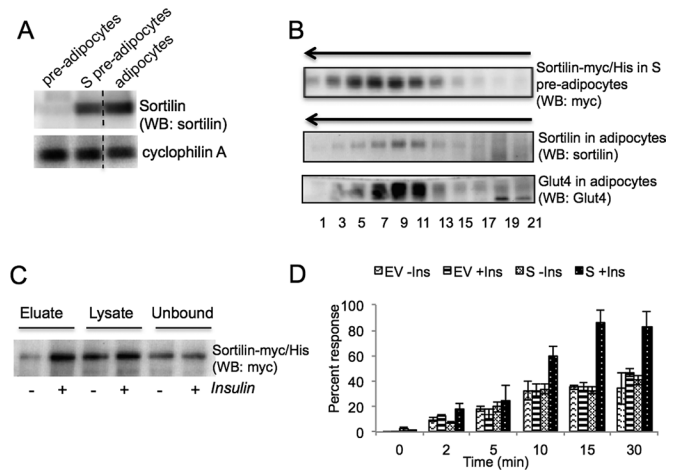 A
pre-adipocytes
S pre-adipocytes
adipocytes
Sortilin
(WB: sortilin)
cyclophilin A
B
Sortilin-myc/His in S
pre-adipocytes
(WB: myc)
Sortilin in adipocytes
(WB: sortilin)
Glut4 in adipocytes
(WB: Glut4)
1 3 5 7 9 11 13 15 17 19 21
C
Eluate Lysate Unbound
Sortilin-myc/His
(WB: myc)
- + - + - + Insulin
D
EV -Ins EV +Ins S -Ins S +Ins
Percent response
100
80
60
40
20
0
0 2 5 10 15 30
Time (min)